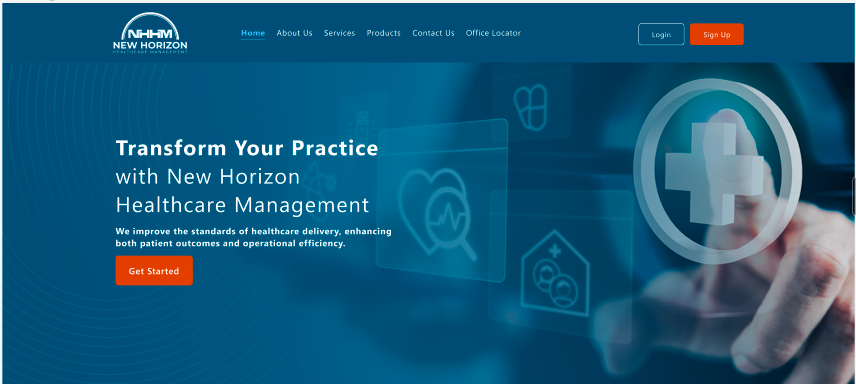 NHHM
NEW HORIZON
HEALTHCARE MANAGEMENT
Home About Us Services Products Contact Us Office Locator
Login Sign Up
Transform Your Practice
with New Horizon
Healthcare Management
We improve the standards of healthcare delivery, enhancing
both patient outcomes and operational efficiency.
Get Started